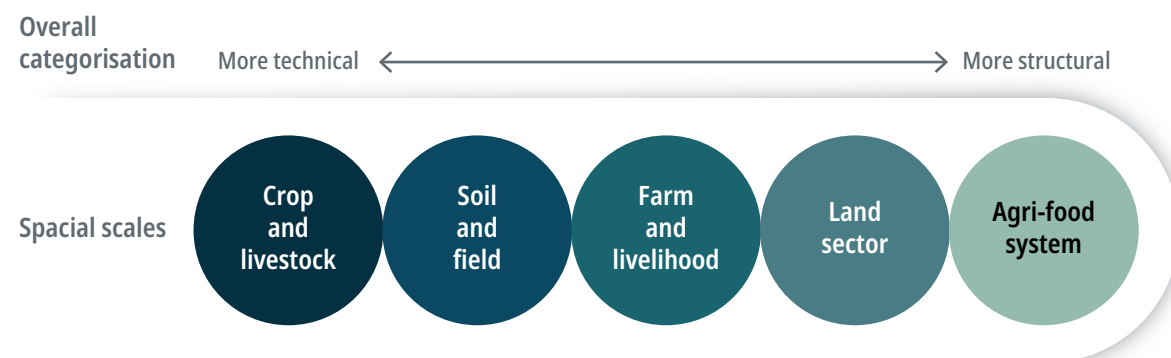 Overall
categorisation
More technical
More structural
Spacial scales
Crop
and
livestock
Soil
and
field
Farm
and
livelihood
Land
sector
Agri-food
system